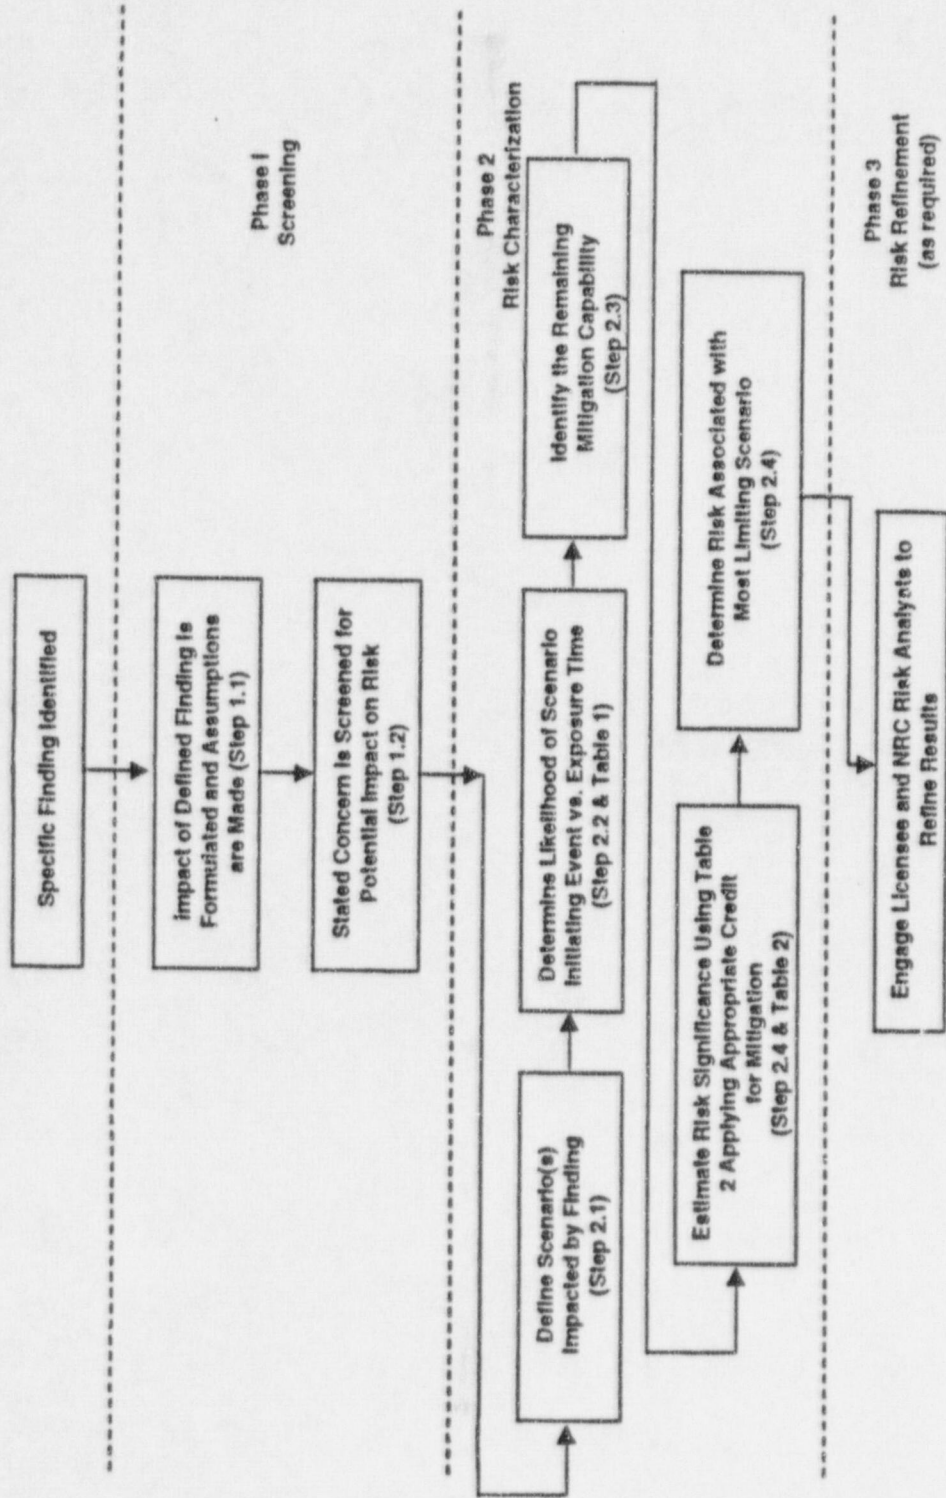 Specific Finding Identified
Phase I
Screening
Impact of Defined Finding is
Formulated and Assumptions
are Made (Step 1.1)
Stated Concern is Screened for
Potential Impact on Risk
(Step 1.2)
Phase 2
Risk Characterization
Define Scenario(s)
Impacted by Finding
(Step 2.1)
Determine Likelihood of Scenario
Initiating Event vs. Exposure Time
(Step 2.2 & Table 1)
Identify the Remaining
Mitigation Capability
(Step 2.3)
Estimate Risk Significance Using Table
2 Applying Appropriate Credit
for Mitigation
(Step 2.4 & Table 2)
Determine Risk Associated with
Most Limiting Scenario
(Step 2.4)
Phase 3
Risk Refinement
(as required)
Engage Licensee and NRC Risk Analysts to
Refine Results